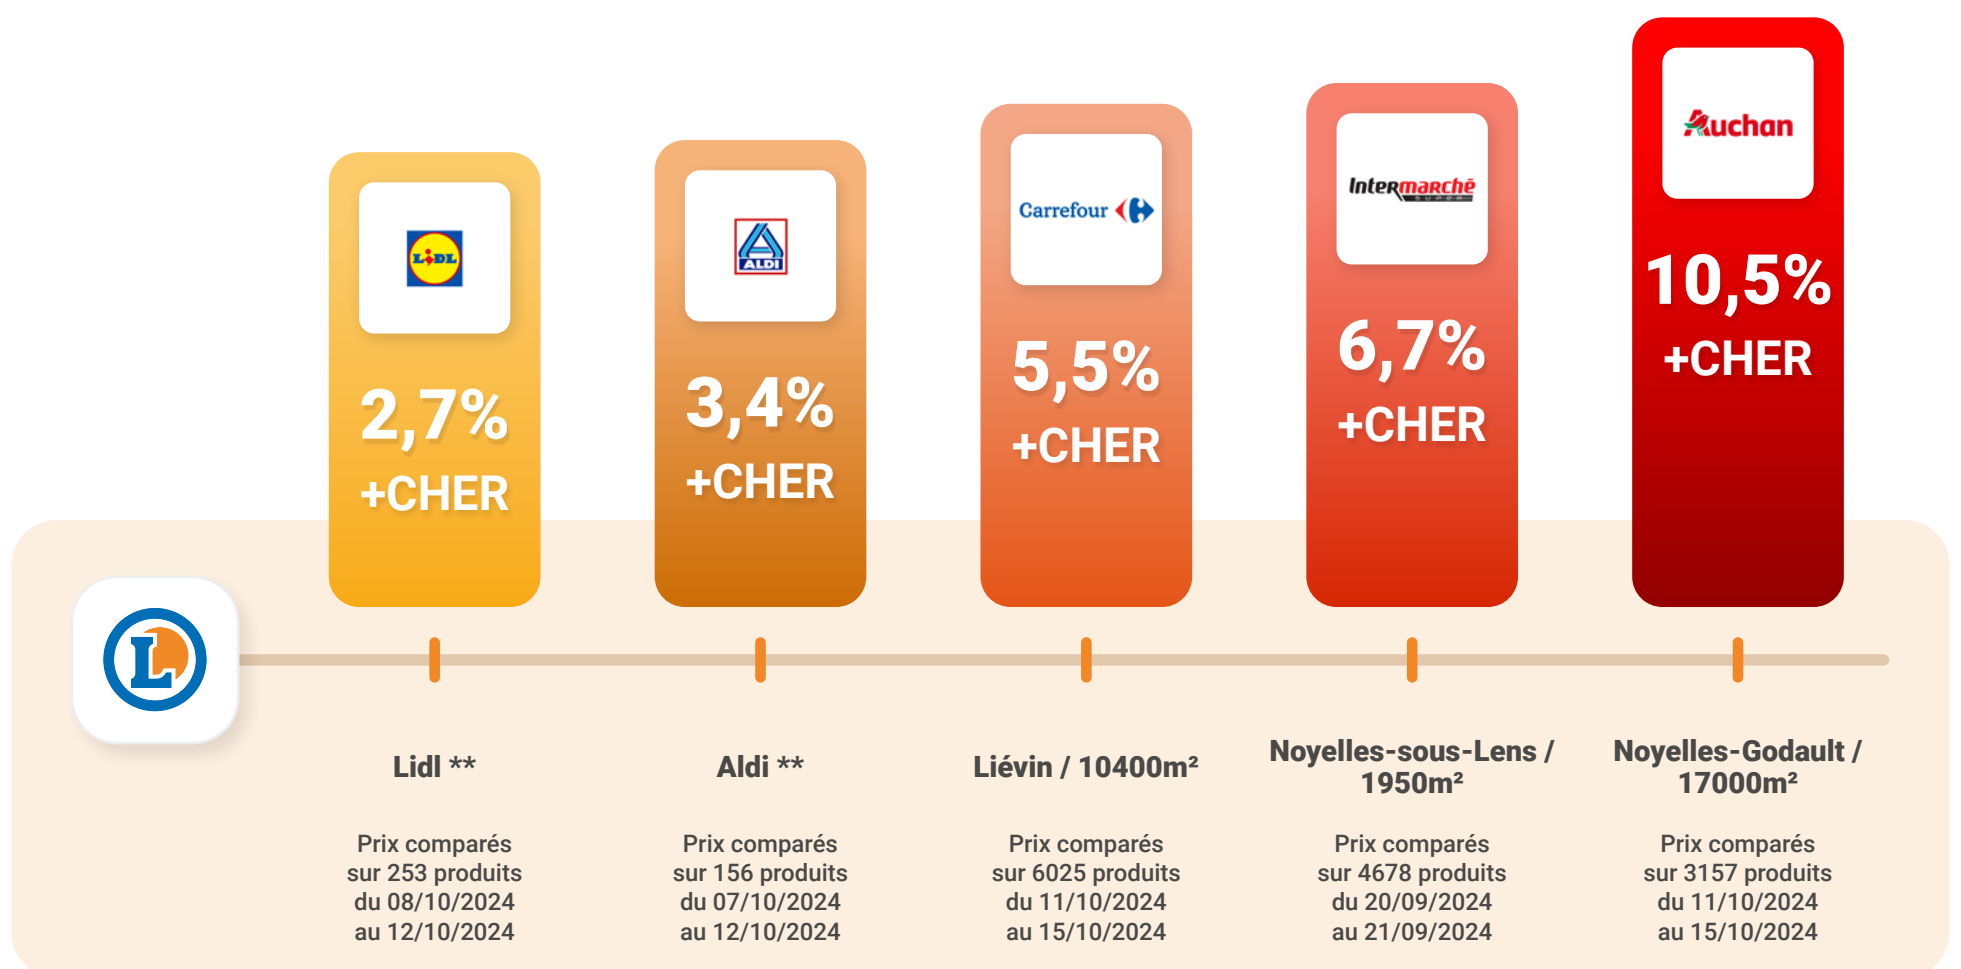 LiDL
2,7%
+CHER
ALDI
3,4%
+CHER
Carrefour
5,5%
+CHER
Intermarché
SUPER
6,7%
+CHER
Auchan
10,5%
+CHER
L
Lidl **
Prix comparés
sur 253 produits
du 08/10/2024
au 12/10/2024
Aldi **
Prix comparés
sur 156 produits
du 07/10/2024
au 12/10/2024
Liévin / 10400m²
Prix comparés
sur 6025 produits
du 11/10/2024
au 15/10/2024
Noyelles-sous-Lens /
1950m²
Prix comparés
sur 4678 produits
du 20/09/2024
au 21/09/2024
Noyelles-Godault /
17000m²
Prix comparés
sur 3157 produits
du 11/10/2024
au 15/10/2024